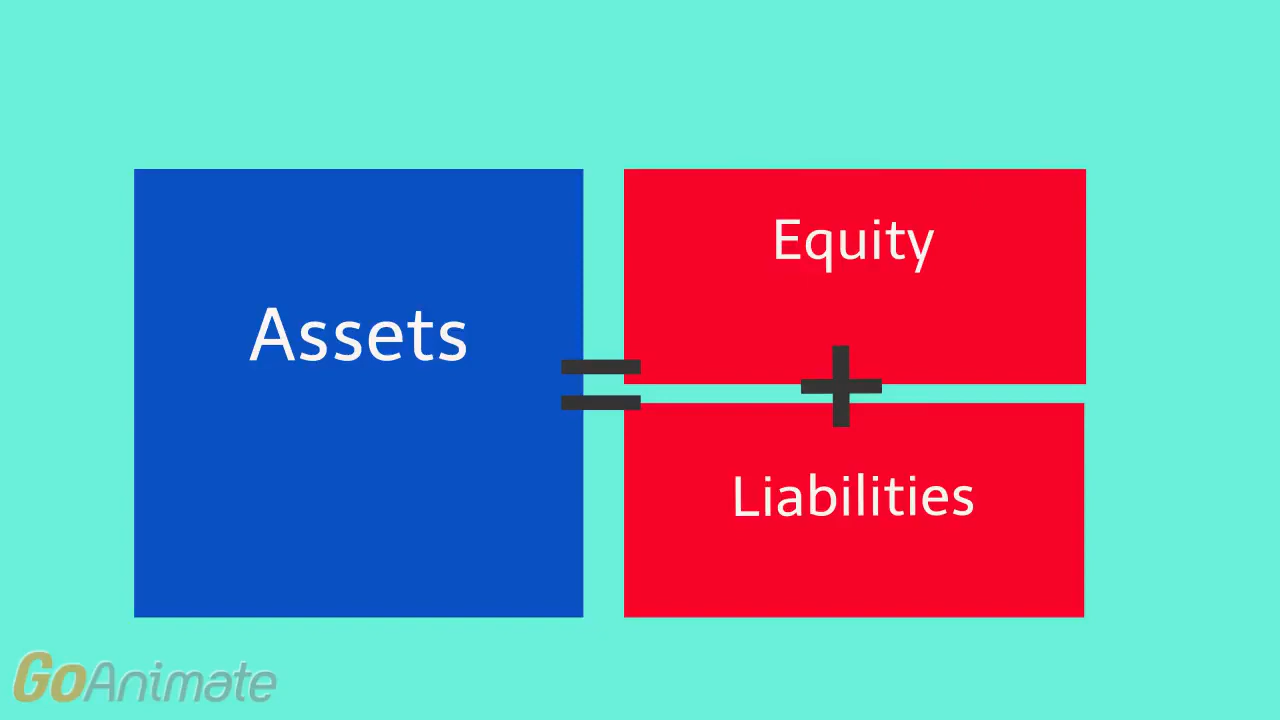 Assets
=
Equity
+
Liabilities
GoAnimate